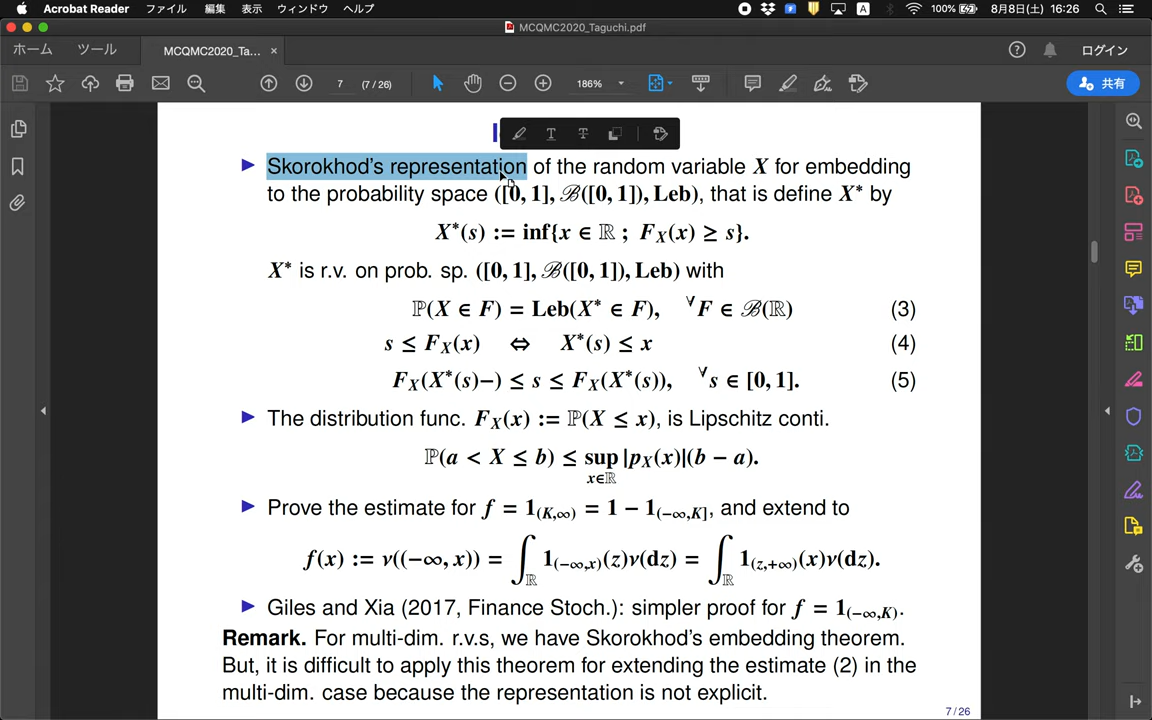 Acrobat Reader ファイル 編集 表示 ウィンドウ ヘルプ A 100% 8月8日(土) 16:26
MCQMC2020_Taguchi.pdf
ホーム ツール MCQMC2020_Ta... × ログイン
7 (7 / 26) 186% 共有
▶ Skorokhod's representation of the random variable X for embedding
to the probability space ([0, 1], ℬ([0, 1]), Leb), that is define X* by
X*(s) := inf{x ∈ ℝ ; F_X(x) ≥ s}.
X* is r.v. on prob. sp. ([0, 1], ℬ([0, 1]), Leb) with
ℙ(X ∈ F) = Leb(X* ∈ F), ∀F ∈ ℬ(ℝ) (3)
s ≤ F_X(x) ⇔ X*(s) ≤ x (4)
F_X(X*(s)−) ≤ s ≤ F_X(X*(s)), ∀s ∈ [0, 1]. (5)
▶ The distribution func. F_X(x) := ℙ(X ≤ x), is Lipschitz conti.
ℙ(a < X ≤ b) ≤ sup_{x∈ℝ} |p_X(x)|(b − a).
▶ Prove the estimate for f = 1_{(K,∞)} = 1 − 1_{(−∞,K]}, and extend to
f(x) := ν((−∞, x)) = ∫_ℝ 1_{(−∞,x)}(z)ν(dz) = ∫_ℝ 1_{(z,+∞)}(x)ν(dz).
▶ Giles and Xia (2017, Finance Stoch.): simpler proof for f = 1_{(−∞,K)}.
Remark. For multi-dim. r.v.s, we have Skorokhod's embedding theorem.
But, it is difficult to apply this theorem for extending the estimate (2) in the
multi-dim. case because the representation is not explicit.
7 / 26